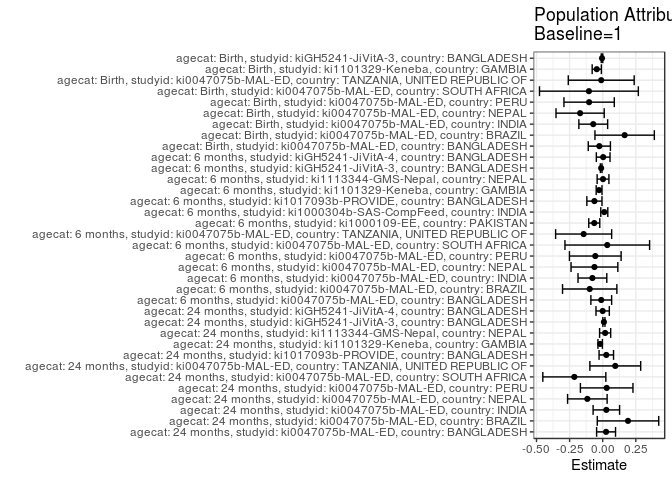 Population Attribu
Baseline=1
agecat: Birth, studyid: kiGH5241-JiVitA-3, country: BANGLADESH
agecat: Birth, studyid: ki1101329-Keneba, country: GAMBIA
agecat: Birth, studyid: ki0047075b-MAL-ED, country: TANZANIA, UNITED REPUBLIC OF
agecat: Birth, studyid: ki0047075b-MAL-ED, country: SOUTH AFRICA
agecat: Birth, studyid: ki0047075b-MAL-ED, country: PERU
agecat: Birth, studyid: ki0047075b-MAL-ED, country: NEPAL
agecat: Birth, studyid: ki0047075b-MAL-ED, country: INDIA
agecat: Birth, studyid: ki0047075b-MAL-ED, country: BRAZIL
agecat: Birth, studyid: ki0047075b-MAL-ED, country: BANGLADESH
agecat: 6 months, studyid: kiGH5241-JiVitA-4, country: BANGLADESH
agecat: 6 months, studyid: kiGH5241-JiVitA-3, country: BANGLADESH
agecat: 6 months, studyid: ki1113344-GMS-Nepal, country: NEPAL
agecat: 6 months, studyid: ki1101329-Keneba, country: GAMBIA
agecat: 6 months, studyid: ki1017093b-PROVIDE, country: BANGLADESH
agecat: 6 months, studyid: ki1000304b-SAS-CompFeed, country: INDIA
agecat: 6 months, studyid: ki1000109-EE, country: PAKISTAN
agecat: 6 months, studyid: ki0047075b-MAL-ED, country: TANZANIA, UNITED REPUBLIC OF
agecat: 6 months, studyid: ki0047075b-MAL-ED, country: SOUTH AFRICA
agecat: 6 months, studyid: ki0047075b-MAL-ED, country: PERU
agecat: 6 months, studyid: ki0047075b-MAL-ED, country: NEPAL
agecat: 6 months, studyid: ki0047075b-MAL-ED, country: INDIA
agecat: 6 months, studyid: ki0047075b-MAL-ED, country: BRAZIL
agecat: 6 months, studyid: ki0047075b-MAL-ED, country: BANGLADESH
agecat: 24 months, studyid: kiGH5241-JiVitA-4, country: BANGLADESH
agecat: 24 months, studyid: kiGH5241-JiVitA-3, country: BANGLADESH
agecat: 24 months, studyid: ki1113344-GMS-Nepal, country: NEPAL
agecat: 24 months, studyid: ki1101329-Keneba, country: GAMBIA
agecat: 24 months, studyid: ki1017093b-PROVIDE, country: BANGLADESH
agecat: 24 months, studyid: ki0047075b-MAL-ED, country: TANZANIA, UNITED REPUBLIC OF
agecat: 24 months, studyid: ki0047075b-MAL-ED, country: SOUTH AFRICA
agecat: 24 months, studyid: ki0047075b-MAL-ED, country: PERU
agecat: 24 months, studyid: ki0047075b-MAL-ED, country: NEPAL
agecat: 24 months, studyid: ki0047075b-MAL-ED, country: INDIA
agecat: 24 months, studyid: ki0047075b-MAL-ED, country: BRAZIL
agecat: 24 months, studyid: ki0047075b-MAL-ED, country: BANGLADESH
-0.50 -0.25 0.00 0.25
Estimate